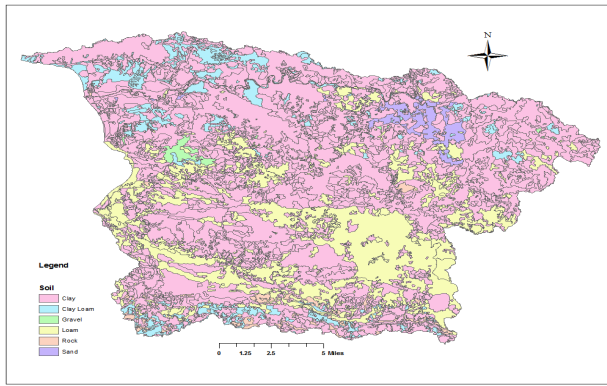 N
Legend
Soil
Clay
Clay Loam
Gravel
Loam
Rock
Sand
0 1.25 2.5 5 Miles